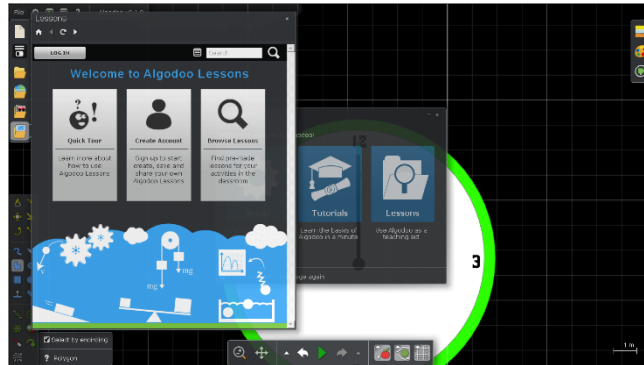 File
Lessons
LOG IN
Search
Welcome to Algodoo Lessons
Quick Tour
Learn more about
how to use
Algodoo Lessons
Create Account
Sign up to start
create, save and
share your own
Algodoo Lessons
Browse Lessons
Find pre-made
lessons for your
activities in the
classroom
mg
mg
12
Tutorials
Learn the basics of
Algodoo in a minute
Lessons
Use Algodoo as a
teaching aid
again
3
Select by encircling
? Polygon
1 m